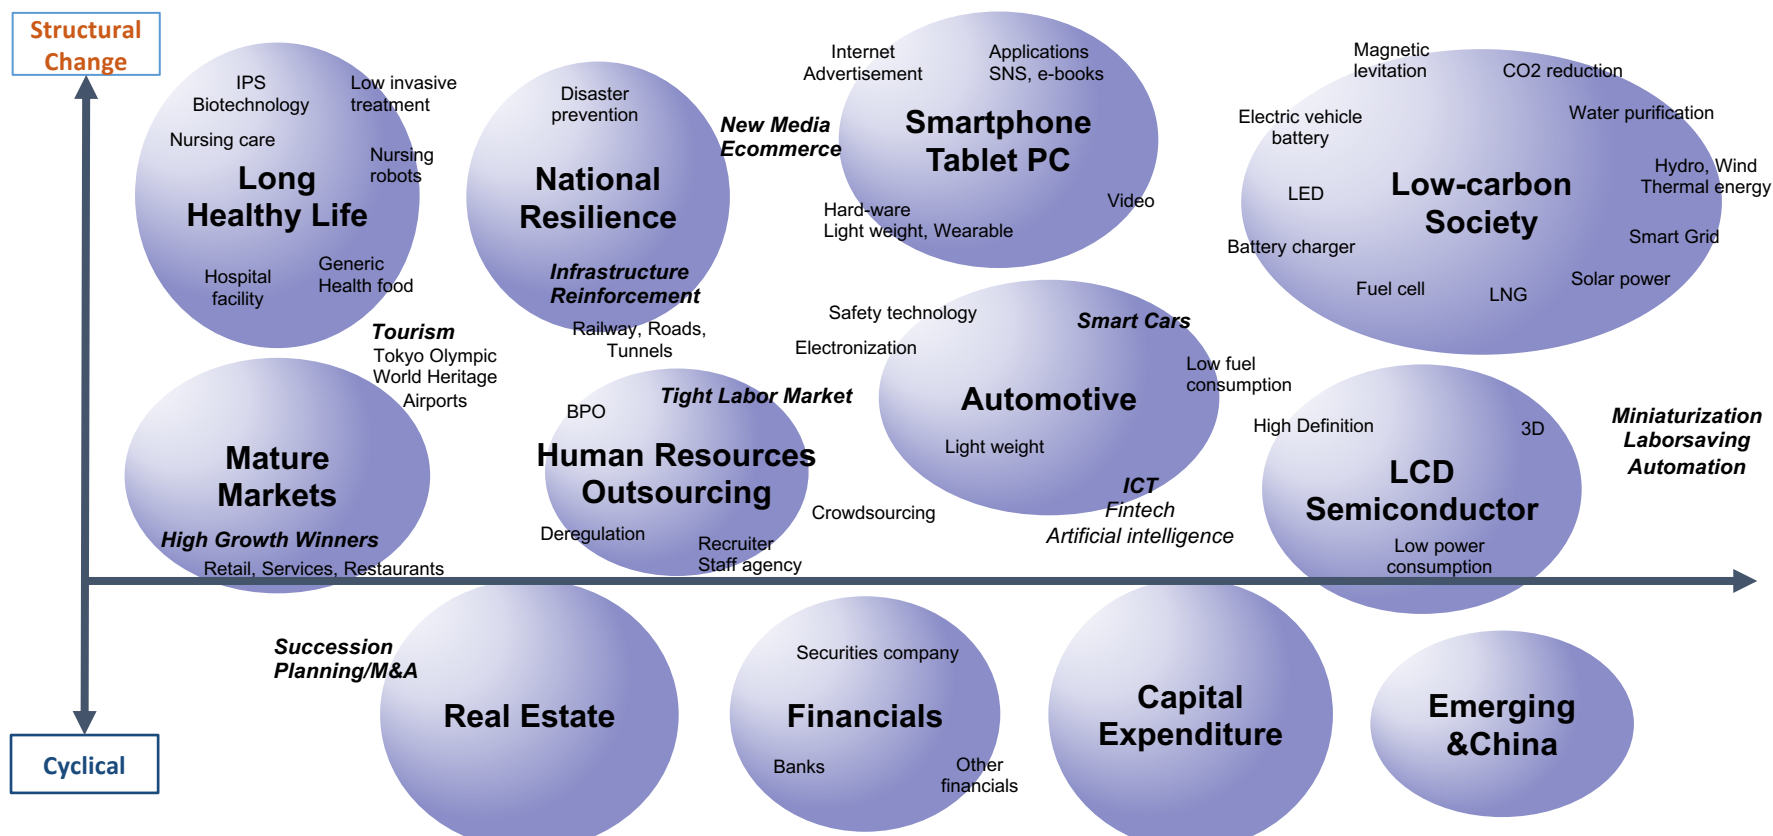 Structural
Change
IPS
Biotechnology
Low invasive
treatment
Nursing care
Nursing
robots
Long
Healthy Life
Hospital
facility
Generic
Health food
Disaster
prevention
National
Resilience
Infrastructure
Reinforcement
Railway, Roads,
Tunnels
New Media
Ecommerce
Internet
Advertisement
Applications
SNS, e-books
Smartphone
Tablet PC
Video
Hard-ware
Light weight, Wearable
Magnetic
levitation
CO2 reduction
Electric vehicle
battery
Water purification
LED
Low-carbon
Society
Hydro, Wind
Thermal energy
Battery charger
Smart Grid
Fuel cell
LNG
Solar power
Tourism
Tokyo Olympic
World Heritage
Airports
Mature
Markets
High Growth Winners
Retail, Services, Restaurants
Tight Labor Market
BPO
Human Resources
Outsourcing
Deregulation
Recruiter
Staff agency
Crowdsourcing
Safety technology
Smart Cars
Electronization
Low fuel
consumption
Automotive
Light weight
ICT
Fintech
Artificial intelligence
High Definition
3D
LCD
Semiconductor
Low power
consumption
Miniaturization
Laborsaving
Automation
Succession
Planning/M&A
Real Estate
Securities company
Financials
Banks
Other
financials
Capital
Expenditure
Emerging
&China
Cyclical